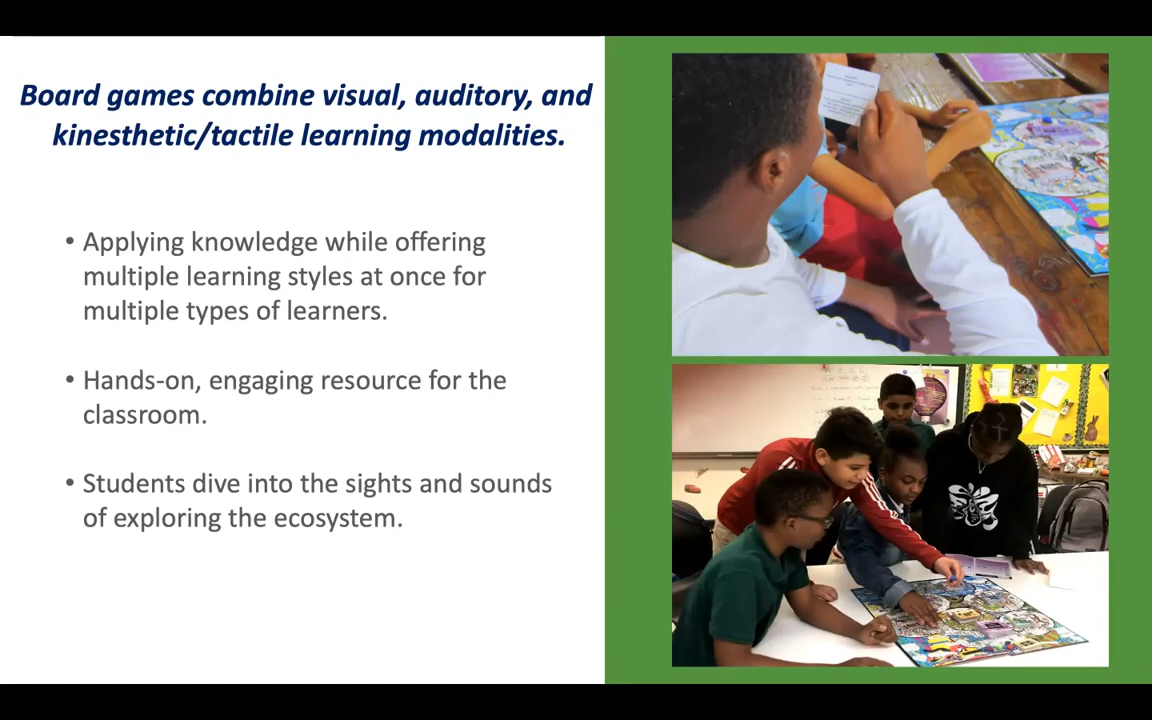 Board games combine visual, auditory, and
kinesthetic/tactile learning modalities.
• Applying knowledge while offering
multiple learning styles at once for
multiple types of learners.
• Hands-on, engaging resource for the
classroom.
• Students dive into the sights and sounds
of exploring the ecosystem.